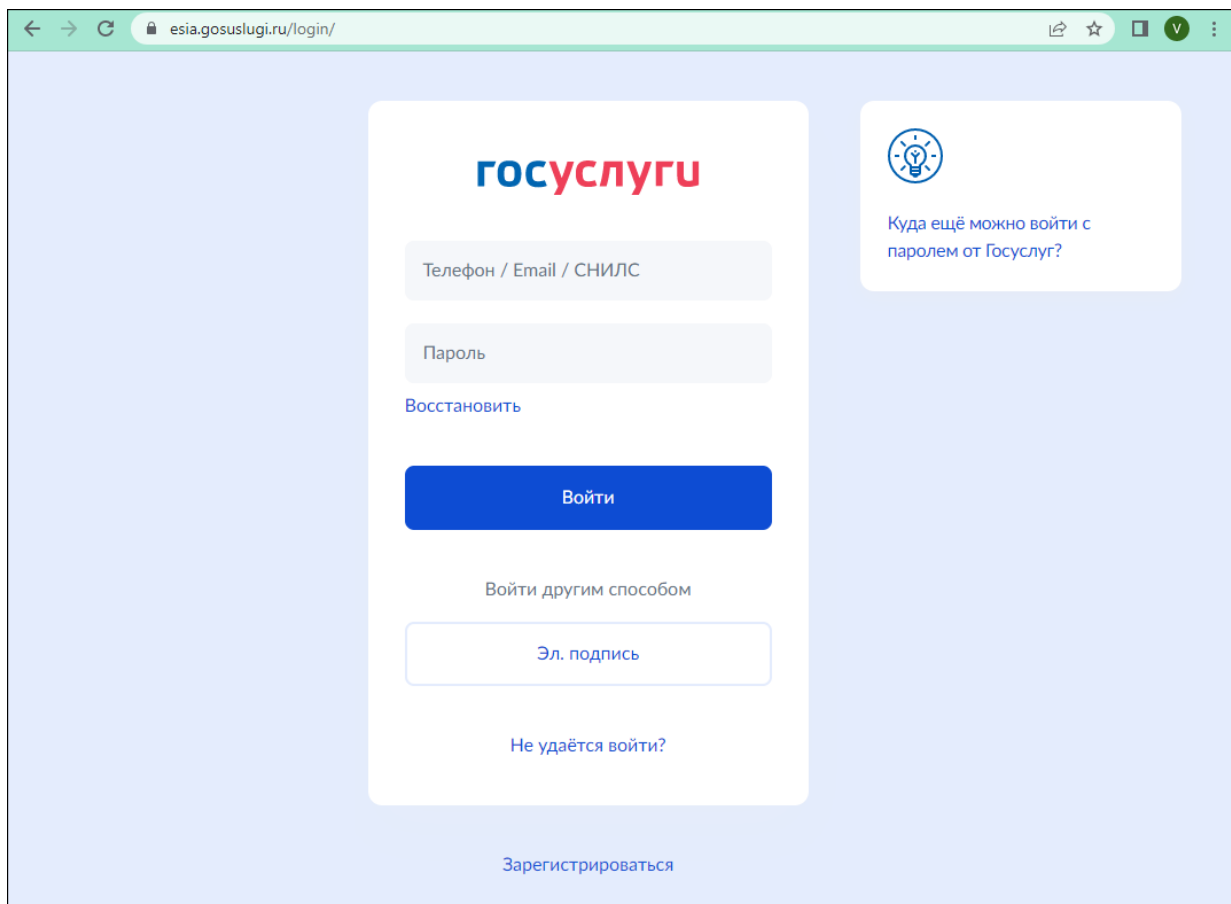 esia.gosuslugi.ru/login/
V
госуслуги
Телефон / Email / СНИЛС
Пароль
Восстановить
Войти
Войти другим способом
Эл. подпись
Не удаётся войти?
Зарегистрироваться
Куда ещё можно войти с
паролем от Госуслуг?